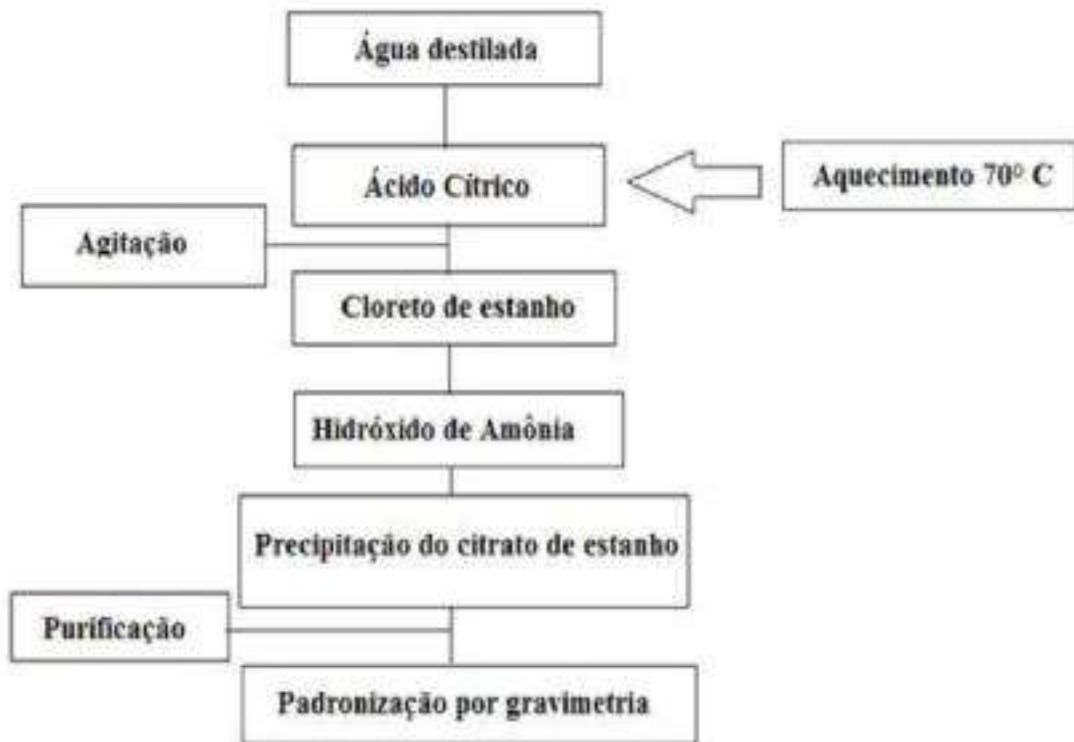 Água destilada
Ácido Cítrico
Aquecimento 70º C
Agitação
Cloreto de estanho
Hidróxido de Amônia
Precipitação do citrato de estanho
Purificação
Padronização por gravimetria